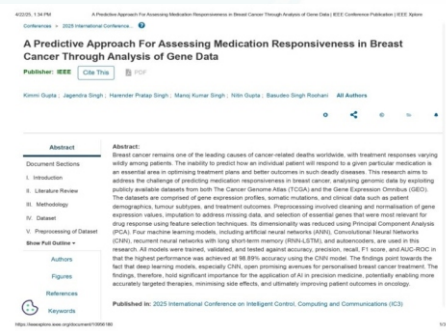 4/22/25, 1:34 PM A Predictive Approach For Assessing Medication Responsiveness in Breast Cancer Through Analysis of Gene Data | IEEE Conference Publication | IEEE Xplore
Conferences > 2025 International Conference...
A Predictive Approach For Assessing Medication Responsiveness in Breast
Cancer Through Analysis of Gene Data
Publisher: IEEE Cite This PDF
Kimmi Gupta ; Jagendra Singh ; Harender Pratap Singh ; Manoj Kumar Singh ; Nitin Gupta ; Basudeo Singh Roohani All Authors
Abstract
Document Sections
I. Introduction
II. Literature Review
III. Methodology
IV. Dataset
V. Preprocessing of Dataset
Show Full Outline
Authors
Figures
References
Keywords
Abstract:
Breast cancer remains one of the leading causes of cancer-related deaths worldwide, with treatment responses varying
wildly among patients. The inability to predict how an individual patient will respond to a given particular medication is
an essential area in optimising treatment plans and better outcomes in such deadly diseases. This research aims to
address the challenge of predicting medication responsiveness in breast cancer, analysing genomic data by exploiting
publicly available datasets from both The Cancer Genome Atlas (TCGA) and the Gene Expression Omnibus (GEO).
The datasets are comprised of gene expression profiles, somatic mutations, and clinical data such as patient
demographics, tumour subtypes, and treatment outcomes. Preprocessing involved cleaning and normalisation of gene
expression values, imputation to address missing data, and selection of essential genes that were most relevant for
drug response using feature selection techniques. Its dimensionality was reduced using Principal Component Analysis
(PCA). Four machine learning models, including artificial neural networks (ANN), Convolutional Neural Networks
(CNN), recurrent neural networks with long short-term memory (RNN-LSTM), and autoencoders, are used in this
research. All models were trained, validated, and tested against accuracy, precision, recall, F1 score, and AUC-ROC in
that the highest performance was achieved at 98.89% accuracy using the CNN model. The findings point towards the
fact that deep learning models, especially CNN, open promising avenues for personalised breast cancer treatment. The
findings, therefore, hold significant importance for the application of AI in precision medicine, potentially enabling more
accurately targeted therapies, minimising side effects, and ultimately improving patient outcomes in oncology.
Published in: 2025 International Conference on Intelligent Control, Computing and Communications (IC3)
1/3